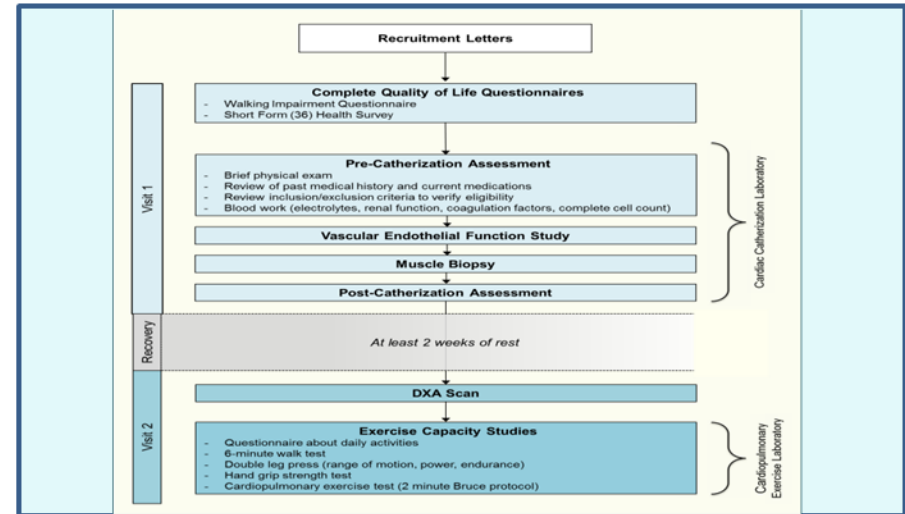 Recruitment Letters
Visit 1
Complete Quality of Life Questionnaires
- Walking Impairment Questionnaire
- Short Form (36) Health Survey
Pre-Catherization Assessment
- Brief physical exam
- Review of past medical history and current medications
- Review inclusion/exclusion criteria to verify eligibility
- Blood work (electrolytes, renal function, coagulation factors, complete cell count)
Vascular Endothelial Function Study
Muscle Biopsy
Post-Catherization Assessment
Cardiac Catherization Laboratory
Recovery
At least 2 weeks of rest
Visit 2
DXA Scan
Exercise Capacity Studies
- Questionnaire about daily activities
- 6-minute walk test
- Double leg press (range of motion, power, endurance)
- Hand grip strength test
- Cardiopulmonary exercise test (2 minute Bruce protocol)
Cardiopulmonary
Exercise Laboratory